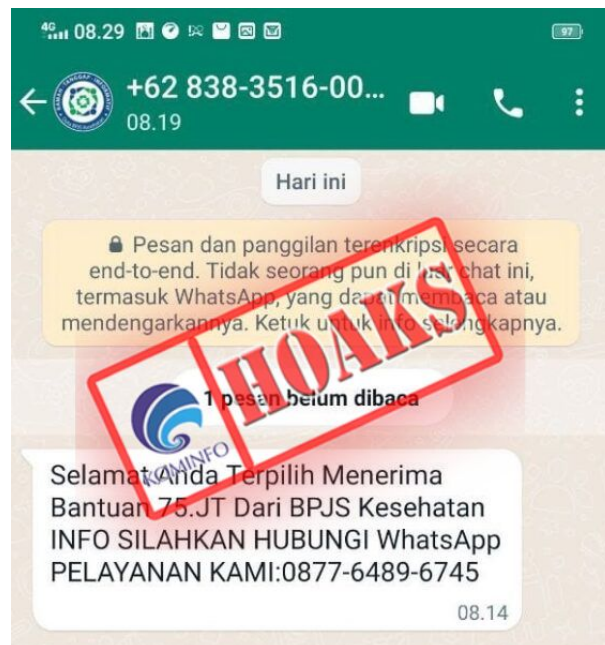 4G 08.29
97
+62 838-3516-00...
08.19
Hari ini
Pesan dan panggilan terenkripsi secara
end-to-end. Tidak seorang pun di luar chat ini,
termasuk WhatsApp, yang dapat membaca atau
mendengarkannya. Ketuk untuk info selengkapnya.
HOAKS
KOMINFO
1 pesan belum dibaca
Selamat Anda Terpilih Menerima
Bantuan 75.JT Dari BPJS Kesehatan
INFO SILAHKAN HUBUNGI WhatsApp
PELAYANAN KAMI:0877-6489-6745
08.14